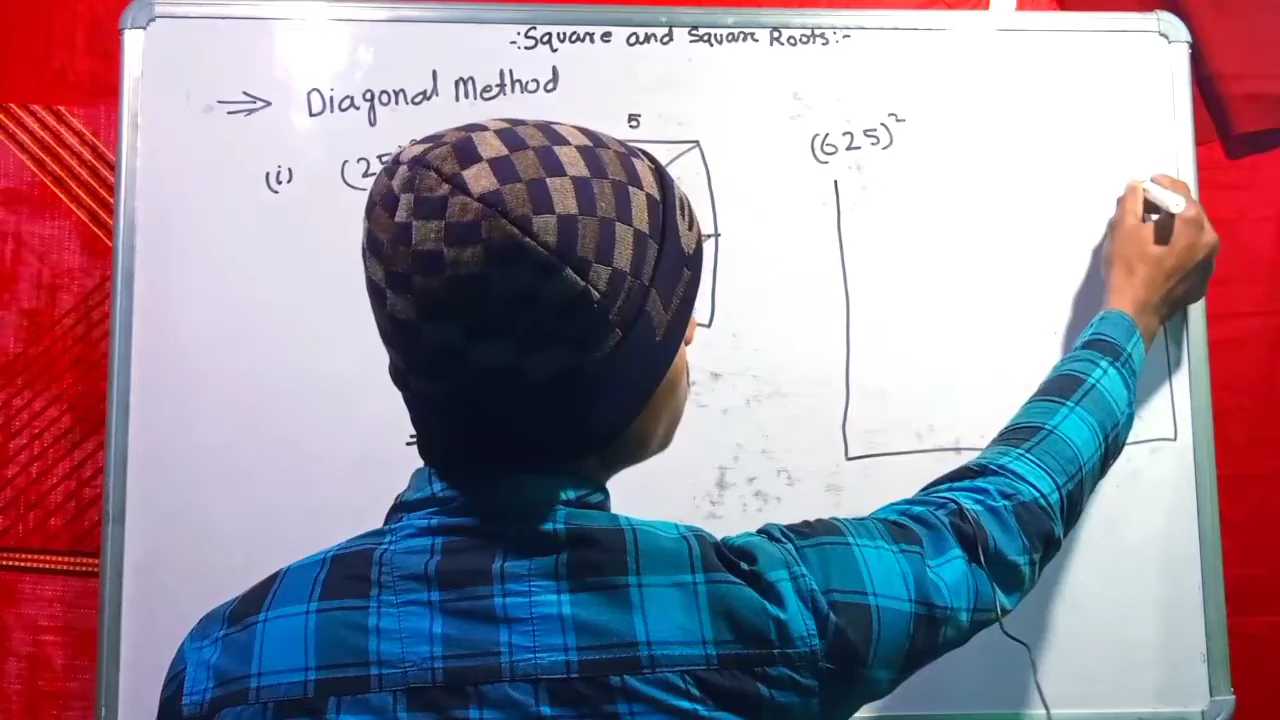 -:Square and Square Roots:-
⇒ Diagonal Method
5
(i) (25
(625)²